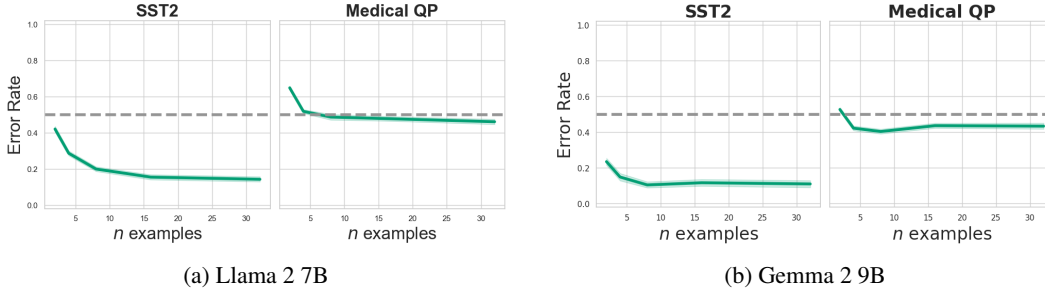 SST2
Medical QP
Error Rate
1.0
0.8
0.6
0.4
0.2
0.0
5 10 15 20 25 30
5 10 15 20 25 30
n examples
n examples
(a) Llama 2 7B
SST2
Medical QP
Error Rate
1.0
0.8
0.6
0.4
0.2
0.0
5 10 15 20 25 30
5 10 15 20 25 30
n examples
n examples
(b) Gemma 2 9B